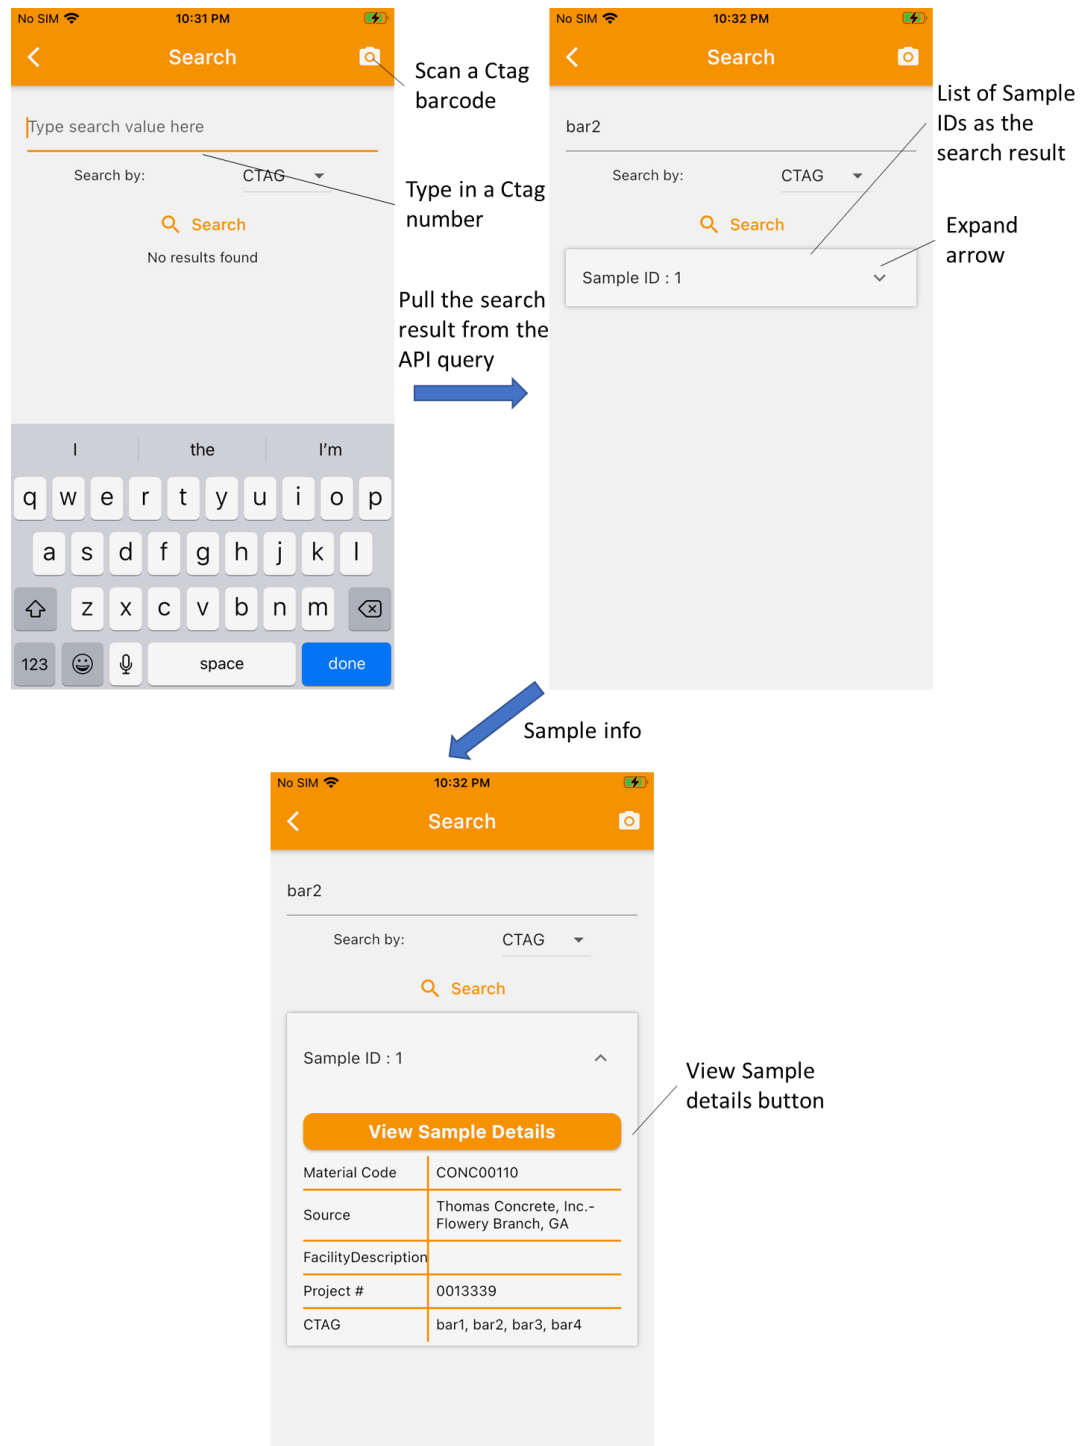 No SIM 10:31 PM
Search
Scan a Ctag
barcode
Type search value here
Search by: CTAG
Type in a Ctag
number
Search
No results found
Pull the search
result from the
API query
I the I'm
q w e r t y u i o p
a s d f g h j k l
z x c v b n m
123 space done
No SIM 10:32 PM
Search
List of Sample
IDs as the
search result
bar2
Search by: CTAG
Search
Expand
arrow
Sample ID : 1
Sample info
No SIM 10:32 PM
Search
bar2
Search by: CTAG
Search
Sample ID : 1
View Sample
details button
View Sample Details
Material Code CONC00110
Source Thomas Concrete, Inc.-
Flowery Branch, GA
FacilityDescription
Project # 0013339
CTAG bar1, bar2, bar3, bar4